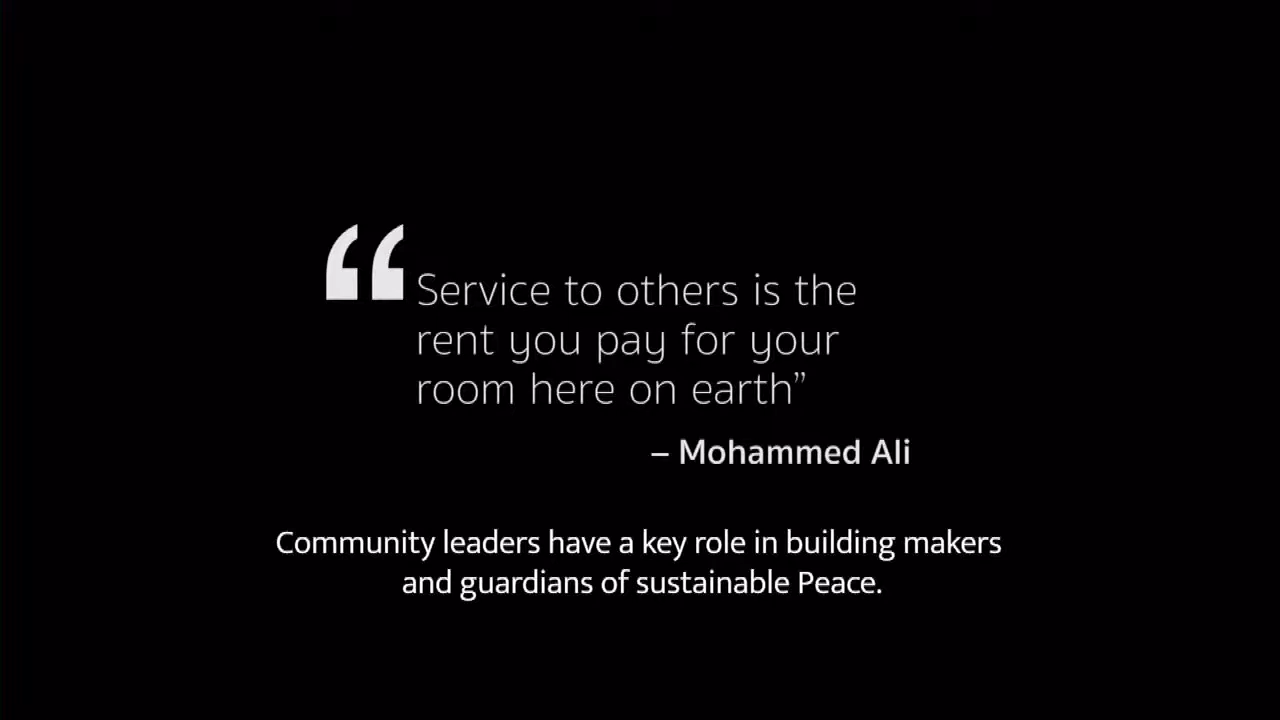 “Service to others is the
rent you pay for your
room here on earth”
– Mohammed Ali
Community leaders have a key role in building makers
and guardians of sustainable Peace.